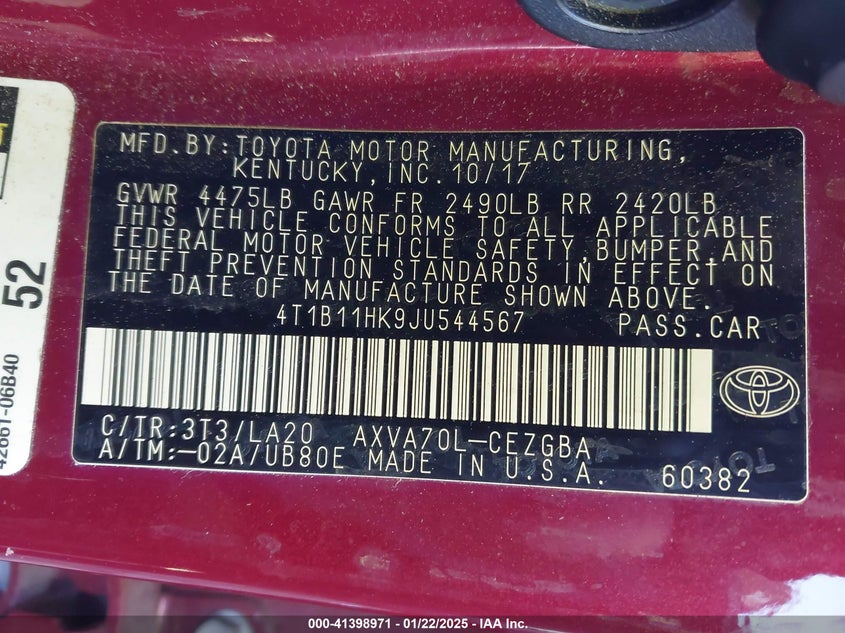 MFD.BY:TOYOTA MOTOR MANUFACTURING,
KENTUCKY,INC.10/17
GVWR 4475LB GAWR FR 2490LB RR 2420LB
THIS VEHICLE CONFORMS TO ALL APPLICABLE
FEDERAL MOTOR VEHICLE SAFETY,BUMPER,AND
THEFT PREVENTION STANDARDS IN EFFECT ON
THE DATE OF MANUFACTURE SHOWN ABOVE.
4T1B11HK9JU544567 PASS.CAR
C/TR:3T3/LA20 AXVA70L-CEZGBA
A/TM:-02A/UB80E MADE IN U.S.A. 60382
52
42661-06B40
000-41398971 - 01/22/2025 - IAA Inc.